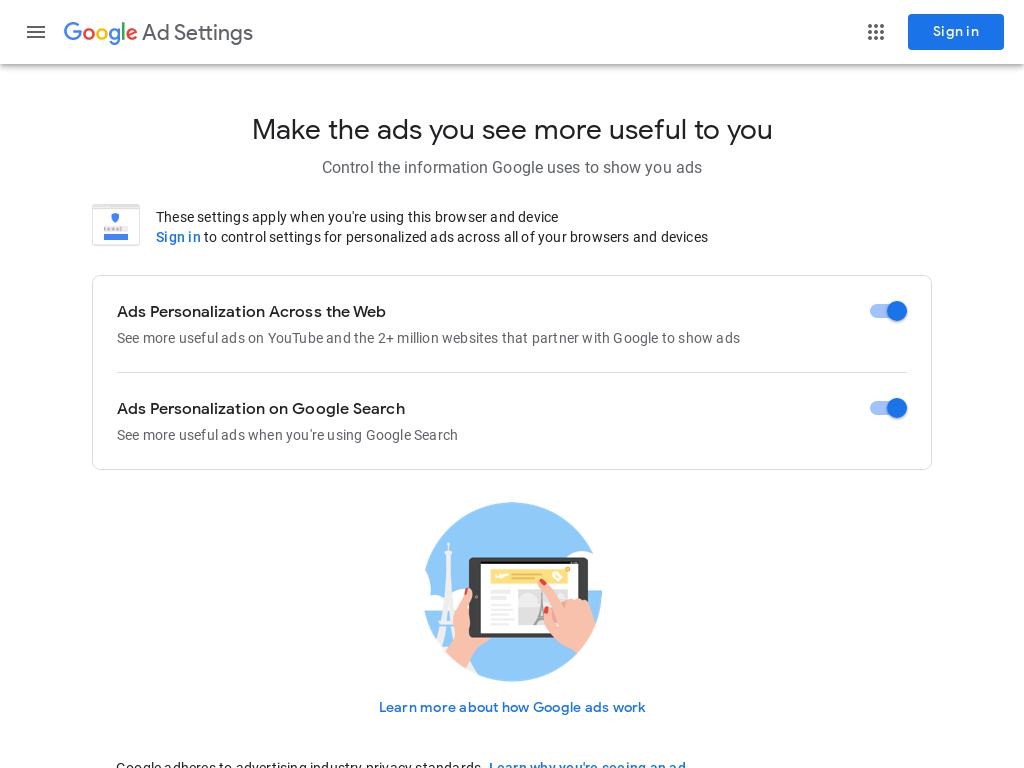 Google Ad Settings
Sign in
Make the ads you see more useful to you
Control the information Google uses to show you ads
These settings apply when you're using this browser and device
Sign in to control settings for personalized ads across all of your browsers and devices
Ads Personalization Across the Web
See more useful ads on YouTube and the 2+ million websites that partner with Google to show ads
Ads Personalization on Google Search
See more useful ads when you're using Google Search
Learn more about how Google ads work
Google adheres to advertising industry privacy standards. Learn why you're seeing an ad